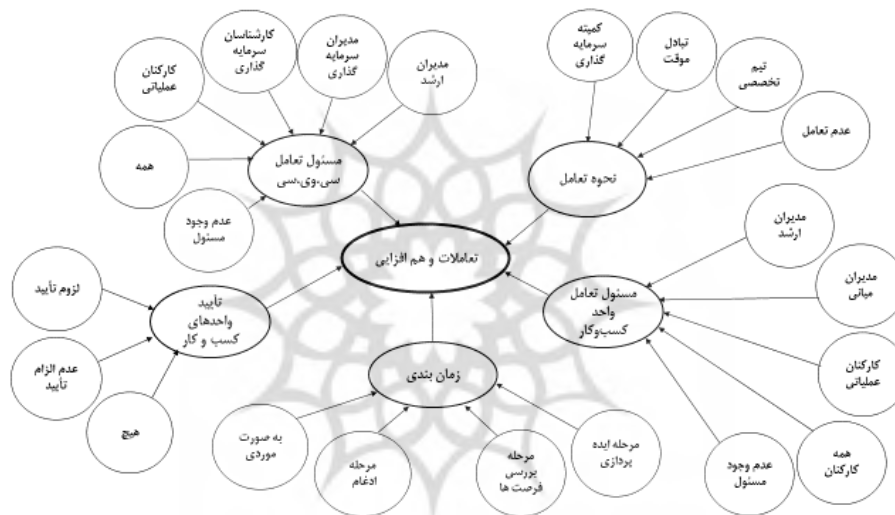 کمیته
سرمایه
گذاری
تبادل
موقت
تیم
تخصصی
عدم تعامل
نحوه تعامل
مدیران
ارشد
مدیران
سرمایه
گذاری
کارشناسان
سرمایه
گذاری
کارکنان
عملیاتی
همه
عدم وجود
مسئول
مسئول تعامل
سی.وی.سی
تعاملات و هم افزایی
مدیران
ارشد
مدیران
میانی
کارکنان
عملیاتی
همه
کارکنان
عدم وجود
مسئول
مسئول تعامل
واحد
کسب‌وکار
لزوم تأیید
عدم الزام
تأیید
هیچ
تأیید
واحدهای
کسب و کار
زمان بندی
مرحله ایده
پردازی
مرحله
بررسی
فرصت ها
مرحله
ادغام
به صورت
موردی